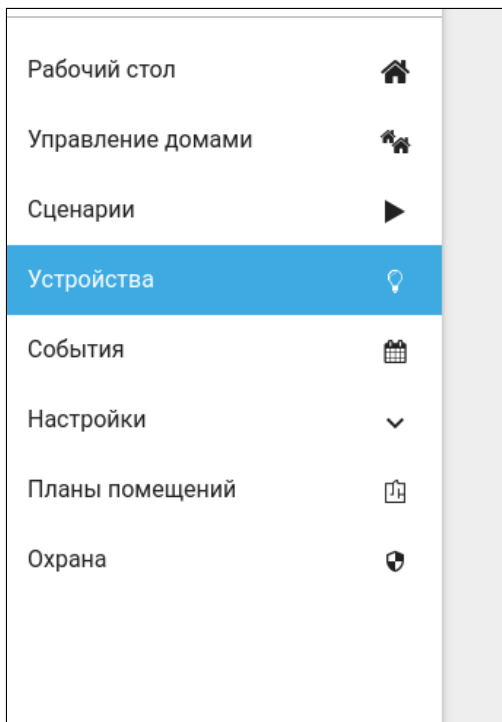 Рабочий стол
Управление домами
Сценарии
Устройства
События
Настройки
Планы помещений
Охрана